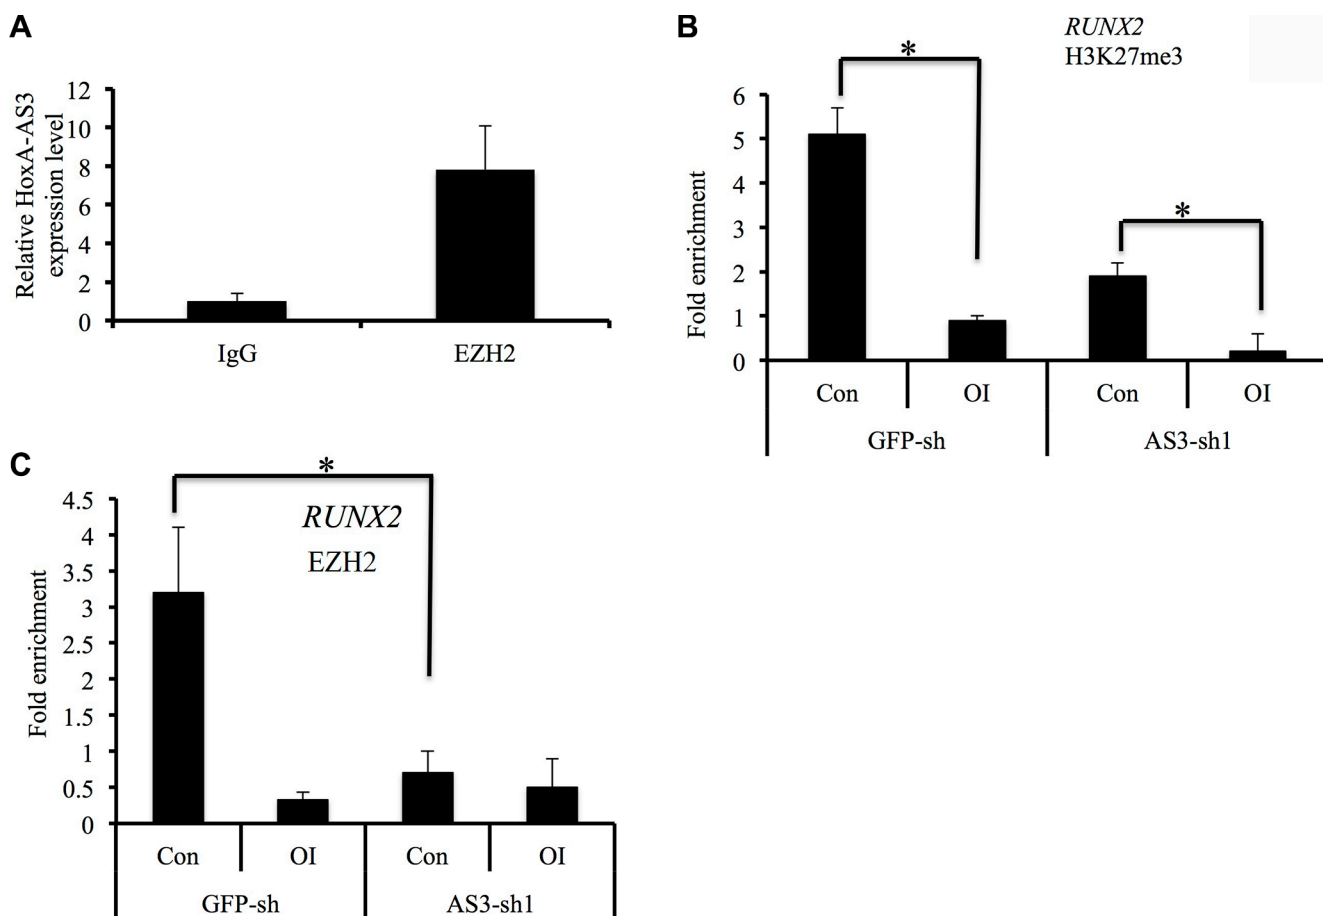 A
Relative HoxA-AS3
expression level
12
10
8
6
4
2
0
IgG EZH2
B
RUNX2
H3K27me3
Fold enrichment
6
5
4
3
2
1
0
*
*
Con OI Con OI
GFP-sh AS3-sh1
C
*
RUNX2
EZH2
Fold enrichment
4.5
4
3.5
3
2.5
2
1.5
1
0.5
0
Con OI Con OI
GFP-sh AS3-sh1